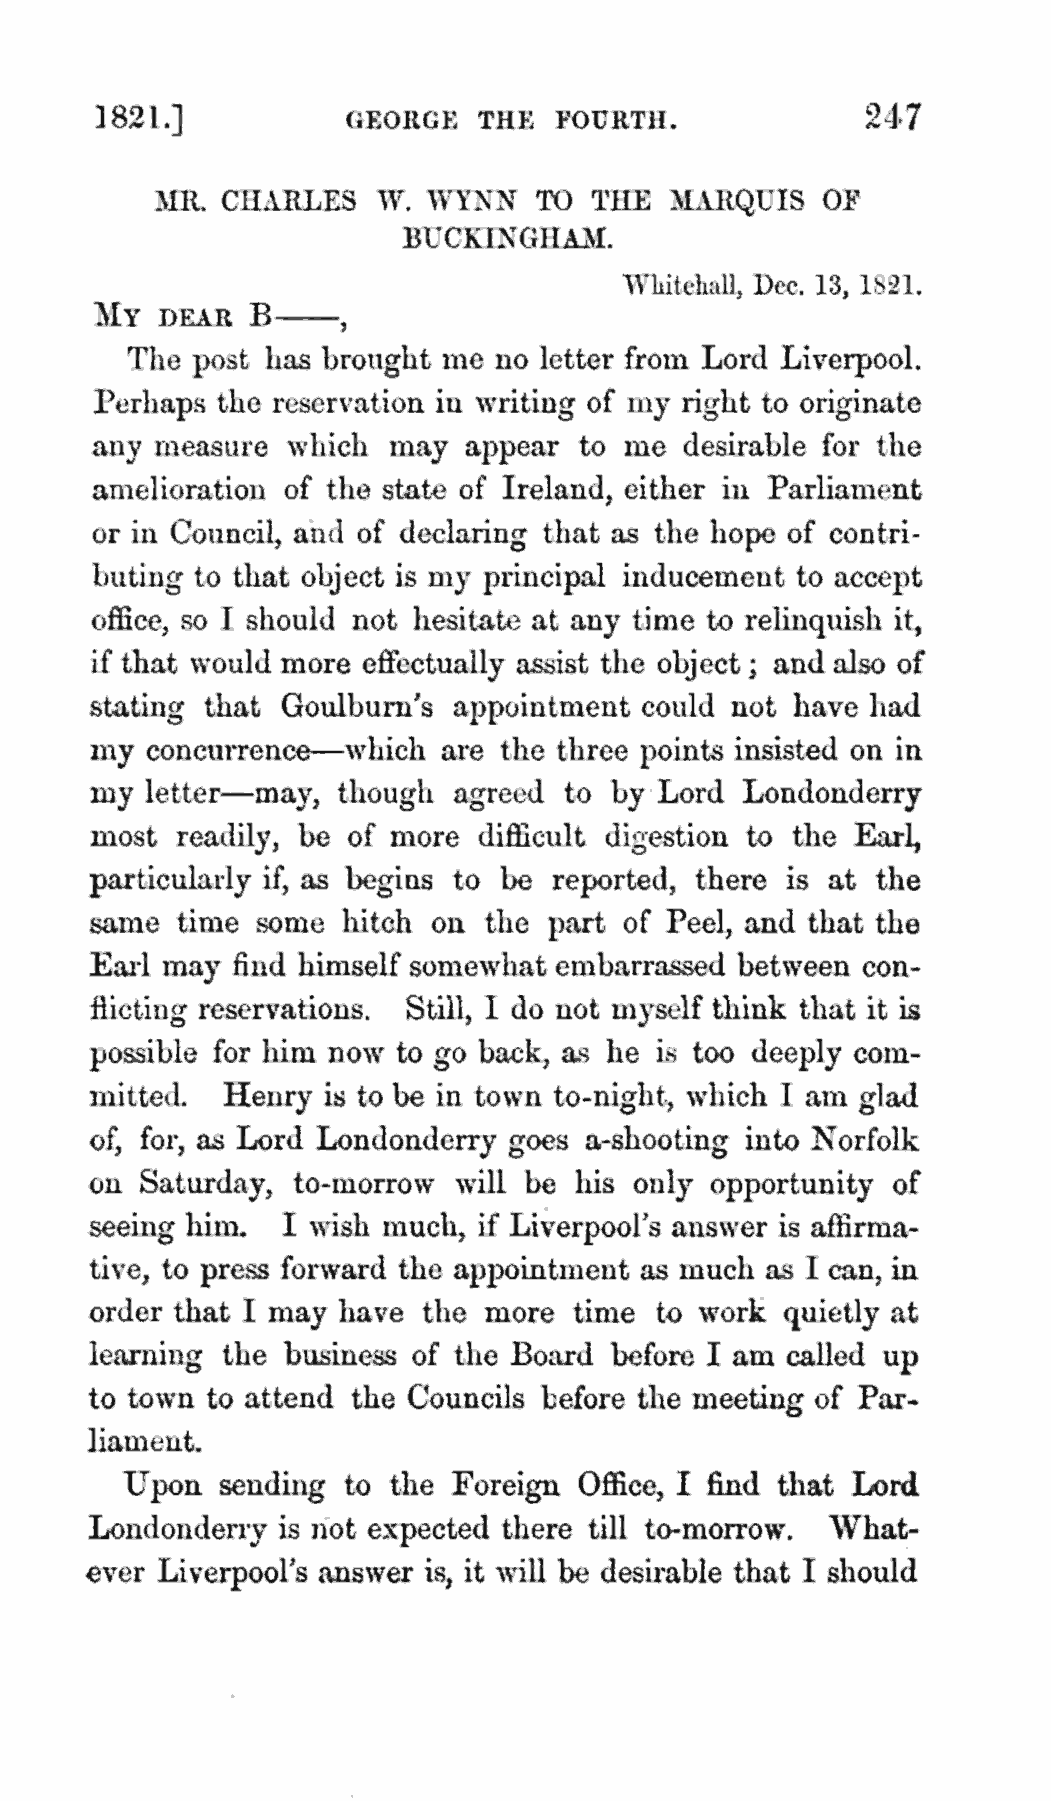 1821.] GEORGE THE FOURTH. 247
MR. CHARLES W. WYNN TO THE MARQUIS OF
BUCKINGHAM.
Whitehall, Dec. 13, 1821.
MY DEAR B——,
The post has brought me no letter from Lord Liverpool.
Perhaps the reservation in writing of my right to originate
any measure which may appear to me desirable for the
amelioration of the state of Ireland, either in Parliament
or in Council, and of declaring that as the hope of contri-
buting to that object is my principal inducement to accept
office, so I should not hesitate at any time to relinquish it,
if that would more effectually assist the object; and also of
stating that Goulburn's appointment could not have had
my concurrence—which are the three points insisted on in
my letter—may, though agreed to by Lord Londonderry
most readily, be of more difficult digestion to the Earl,
particularly if, as begins to be reported, there is at the
same time some hitch on the part of Peel, and that the
Earl may find himself somewhat embarrassed between con-
flicting reservations. Still, I do not myself think that it is
possible for him now to go back, as he is too deeply com-
mitted. Henry is to be in town to-night, which I am glad
of, for, as Lord Londonderry goes a-shooting into Norfolk
on Saturday, to-morrow will be his only opportunity of
seeing him. I wish much, if Liverpool's answer is affirma-
tive, to press forward the appointment as much as I can, in
order that I may have the more time to work quietly at
learning the business of the Board before I am called up
to town to attend the Councils before the meeting of Par-
liament.
Upon sending to the Foreign Office, I find that Lord
Londonderry is not expected there till to-morrow. What-
ever Liverpool's answer is, it will be desirable that I should